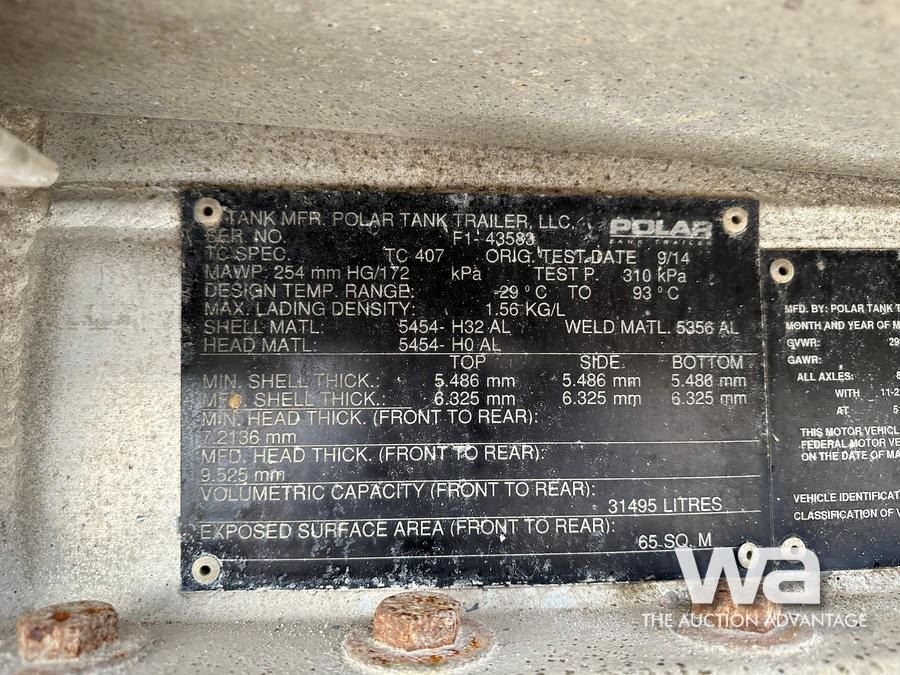 TANK MFR. POLAR TANK TRAILER, LLC.
POLAR
TANK TRAILER
SER. NO. F1- 43583
TC SPEC. TC 407 ORIG. TEST DATE 9/14
MAWP. 254 mm HG/172 kPa TEST P. 310 kPa
DESIGN TEMP. RANGE: -29 °C TO 93 °C
MAX. LADING DENSITY: 1.56 KG/L
SHELL MATL: 5454- H32 AL WELD MATL. 5356 AL
HEAD MATL: 5454- H0 AL
TOP SIDE BOTTOM
MIN. SHELL THICK.: 5.486 mm 5.486 mm 5.486 mm
MFD. SHELL THICK.: 6.325 mm 6.325 mm 6.325 mm
MIN. HEAD THICK. (FRONT TO REAR):
7.2136 mm
MFD. HEAD THICK. (FRONT TO REAR):
9.525 mm
VOLUMETRIC CAPACITY (FRONT TO REAR):
31495 LITRES
EXPOSED SURFACE AREA (FRONT TO REAR):
65 SQ. M
MFD. BY: POLAR TANK
MONTH AND YEAR OF
GVWR:
GAWR:
ALL AXLES:
WITH 11-2
AT
THIS MOTOR
FEDERAL MOTOR
ON THE DATE OF
VEHICLE
CLASSIFICATION OF
wa
THE AUCTION ADVANTAGE